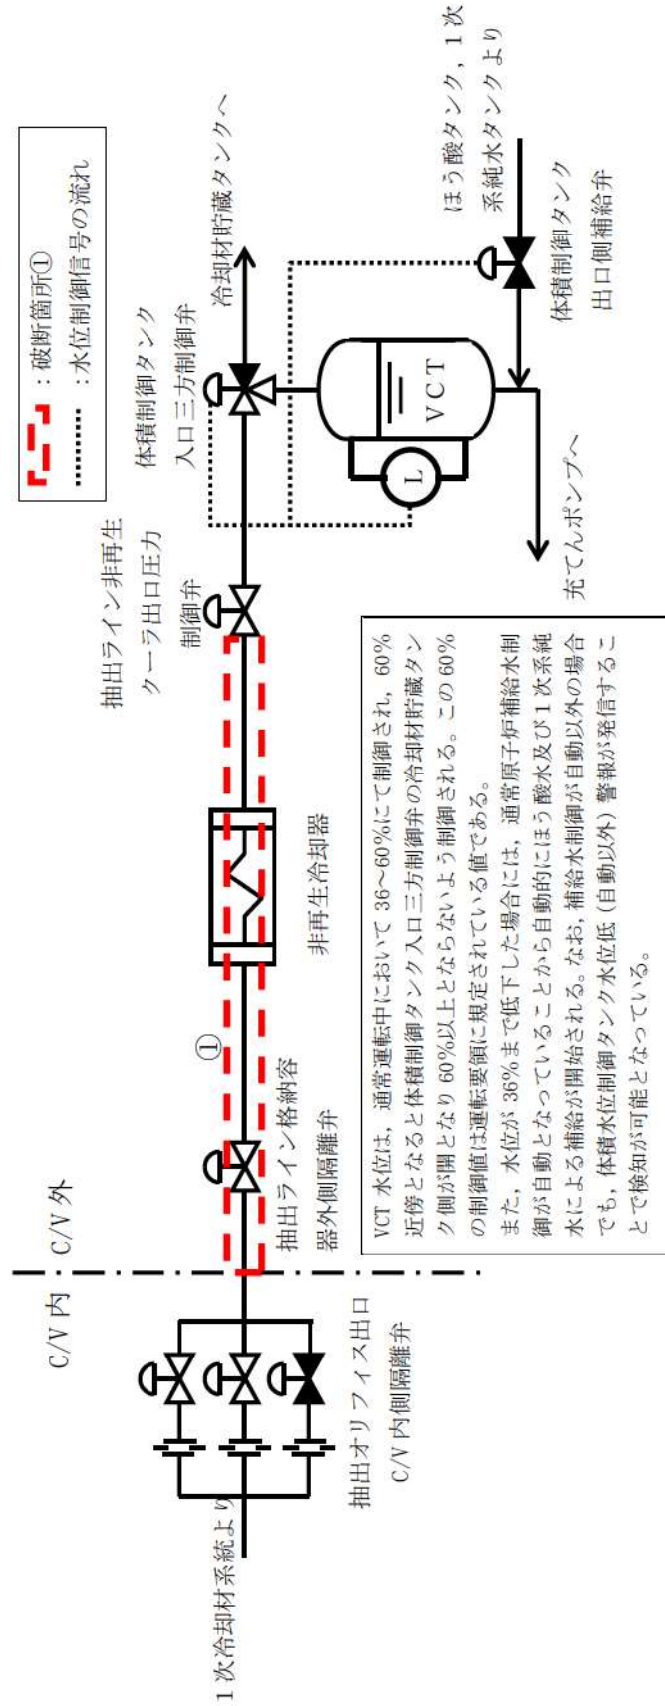 ：破断箇所①
：水位制御信号の流れ
C/V 内
C/V 外
1 次冷却材系統より
抽出オリフィス出口
C/V 内側隔離弁
①
抽出ライン格納容
器外側隔離弁
非再生冷却器
抽出ライン非再生
クーラ出口圧力
制御弁
体積制御タンク
入口三方制御弁
冷却材貯蔵タンクへ
L
VCT
ほう酸タンク，1 次
系純水タンクより
体積制御タンク
出口側補給弁
充てんポンプへ
VCT 水位は，通常運転中において 36～60%にて制御され，60%
近傍となると体積制御タンク入口三方制御弁の冷却材貯蔵タン
ク側が開となり 60%以上とならないよう制御される。この 60%
の制御値は運転要領に規定されている値である。
また，水位が 36%まで低下した場合には，通常原子炉補給水制
御が自動となっていることから自動的にほう酸水及び 1 次系純
水による補給が開始される。なお，補給水制御が自動以外の場合
でも，体積水位制御タンク水位低（自動以外）警報が発信するこ
とで検知が可能となっている。